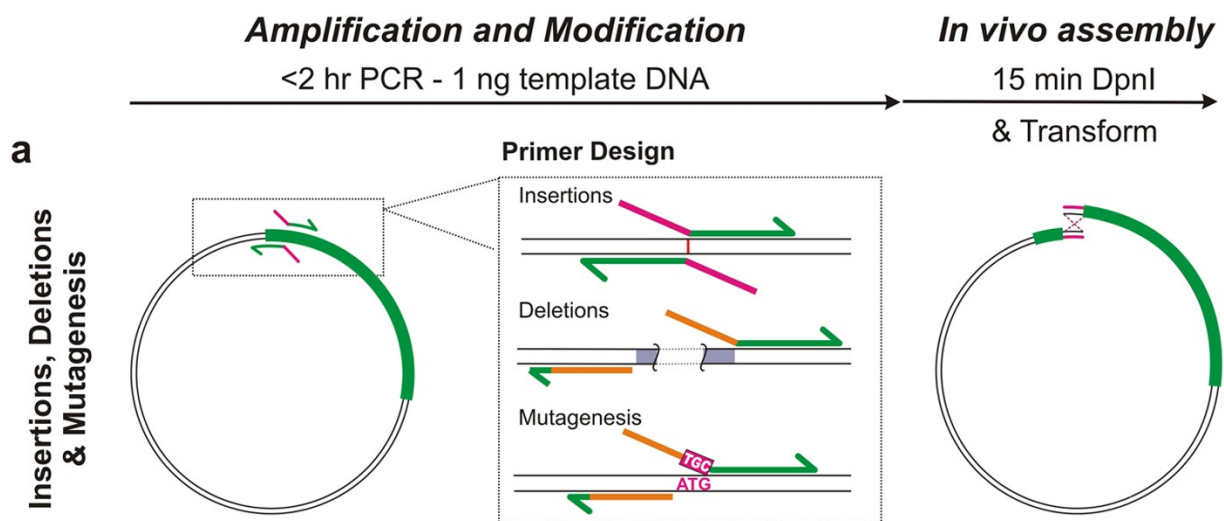 Amplification and Modification
<2 hr PCR - 1 ng template DNA
In vivo assembly
15 min DpnI
& Transform
a
Insertions, Deletions
& Mutagenesis
Primer Design
Insertions
Deletions
Mutagenesis
TGC
ATG